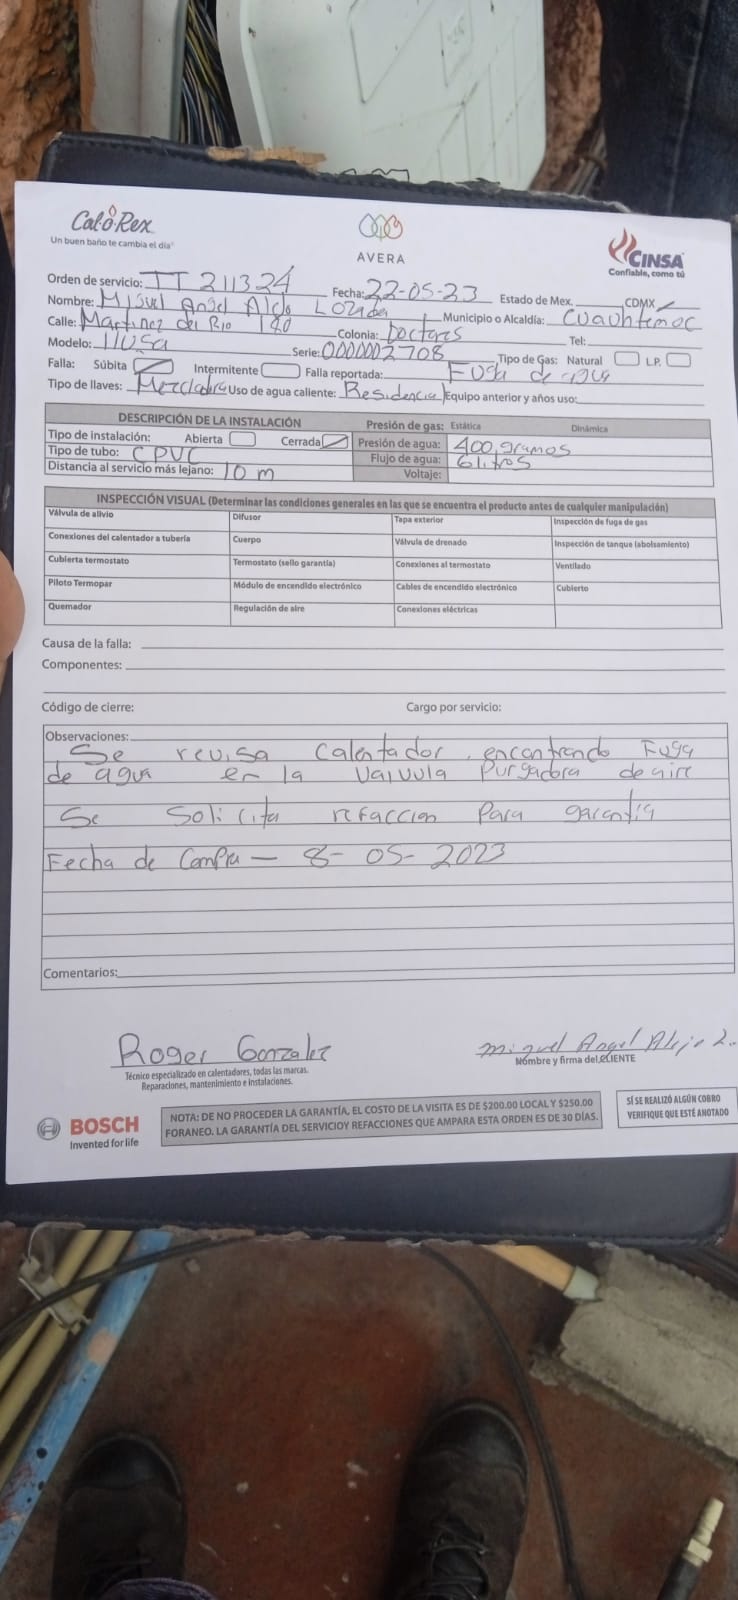 Cal-o-Rex
Un buen baño te cambia el día
AVERA
CINSA
Confiable, como tú
Orden de servicio: TT 211324 Fecha: 22-05-23 Estado de Mex. CDMX
Nombre: Miguel Angel Municipio o Alcaldía: Cuauhtemoc
Calle: Martinez del Rio 180 Colonia: Doctores Tel:
Modelo: Serie: 0000002708 Tipo de Gas: Natural L.P.
Falla: Súbita Intermitente Falla reportada: Fuga de agua
Tipo de llaves: Mezcladora Uso de agua caliente: Residencial Equipo anterior y años uso:
DESCRIPCIÓN DE LA INSTALACIÓN Presión de gas: Estática Dinámica
Tipo de instalación: Abierta Cerrada Presión de agua: 400 gramos
Tipo de tubo: CPVC Flujo de agua: 6 litros
Distancia al servicio más lejano: 10 m Voltaje:
INSPECCIÓN VISUAL (Determinar las condiciones generales en las que se encuentra el producto antes de cualquier manipulación)
Válvula de alivio Difusor Tapa exterior Inspección de fuga de gas
Conexiones del calentador a tubería Cuerpo Válvula de drenado Inspección de tanque (abolsamiento)
Cubierta termostato Termostato (sello garantía) Conexiones al termostato Ventilado
Piloto Termopar Módulo de encendido electrónico Cables de encendido electrónico Cubierto
Quemador Regulación de aire Conexiones eléctricas
Causa de la falla:
Componentes:
Código de cierre: Cargo por servicio:
Observaciones:
Se revisa calentador, encontrando Fuga
de agua en la Valvula Purgadora de aire
Se Solicita refaccion para garantia
Fecha de Compra - 8-05-2023
Comentarios:
Roger Gonzalez Miguel Angel
Técnico especializado en calentadores, todas las marcas. Nombre y firma del CLIENTE
Reparaciones, mantenimiento e instalaciones.
BOSCH
Invented for life
NOTA: DE NO PROCEDER LA GARANTÍA, EL COSTO DE LA VISITA ES DE $200.00 LOCAL Y $250.00
FORANEO. LA GARANTÍA DEL SERVICIOY REFACCIONES QUE AMPARA ESTA ORDEN ES DE 30 DÍAS.
SÍ SE REALIZÓ ALGÚN COBRO
VERIFIQUE QUE ESTÉ ANOTADO